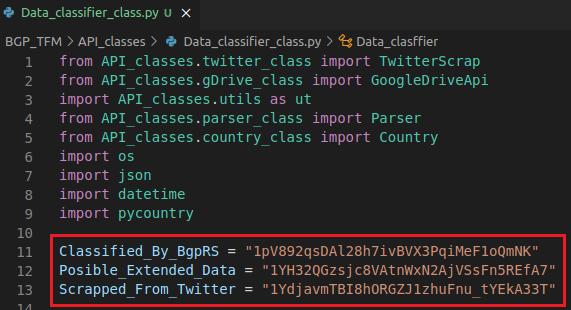 Data_classifier_class.py U ×
BGP_TFM > API_classes > Data_classifier_class.py > Data_clasffier
1 from API_classes.twitter_class import TwitterScrap
2 from API_classes.gDrive_class import GoogleDriveApi
3 import API_classes.utils as ut
4 from API_classes.parser_class import Parser
5 from API_classes.country_class import Country
6 import os
7 import json
8 import datetime
9 import pycountry
10
11 Classified_By_BgpRS = "1pV892qsDAl28h7ivBVX3PqiMeF1oQmNK"
12 Posible_Extended_Data = "1YH32QGzsjc8VAtnWxN2AjVSsFn5REfA7"
13 Scrapped_From_Twitter = "1YdjavmTBI8hORGZJ1zhuFnu_tYEkA33T"
14